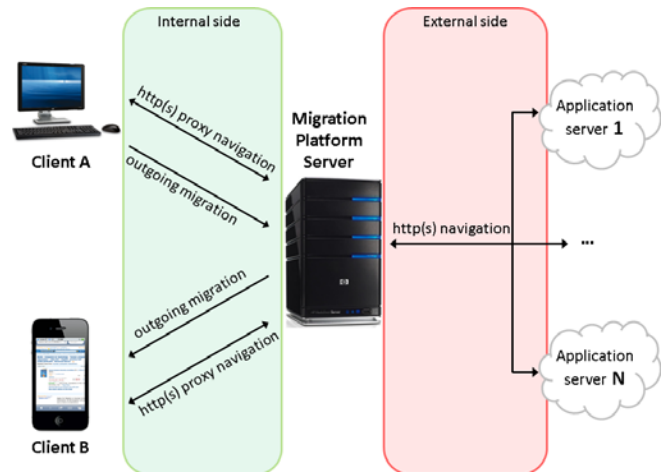 Internal side
External side
http(s) proxy navigation
outgoing migration
Client A
Migration
Platform
Server
Application
server 1
http(s) navigation
...
outgoing migration
http(s) proxy navigation
Client B
Application
server N